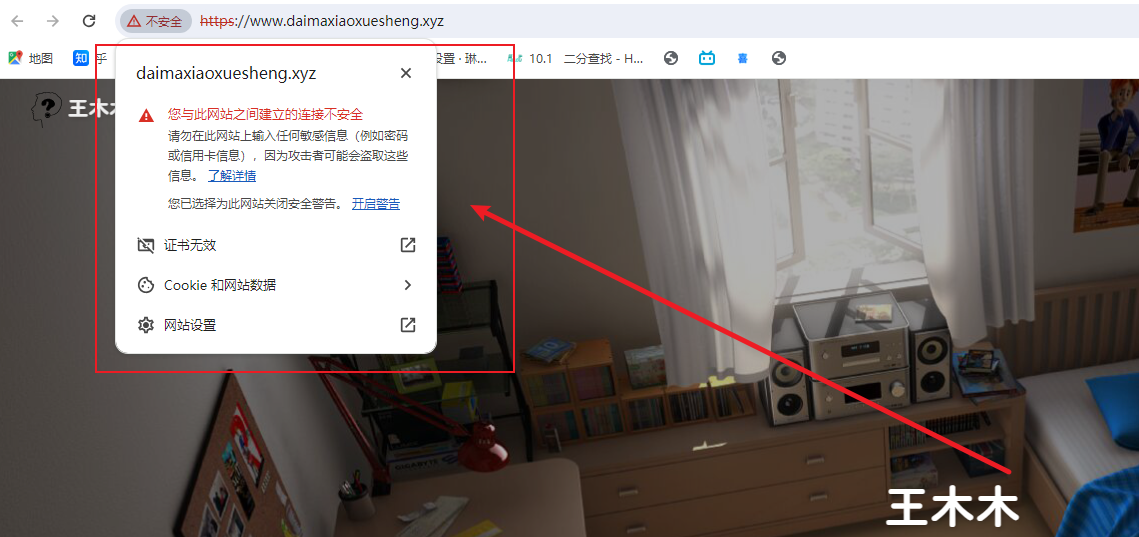 不安全 https://www.daimaxiaoxuesheng.xyz
地图 知 乎 设置 · 琳... 10.1 二分查找 - H...
daimaxiaoxuesheng.xyz
王木木
您与此网站之间建立的连接不安全
请勿在此网站上输入任何敏感信息（例如密码
或信用卡信息），因为攻击者可能会盗取这些
信息。 了解详情
您已选择为此网站关闭安全警告。 开启警告
证书无效
Cookie 和网站数据
网站设置
GIGABYTE
王木木